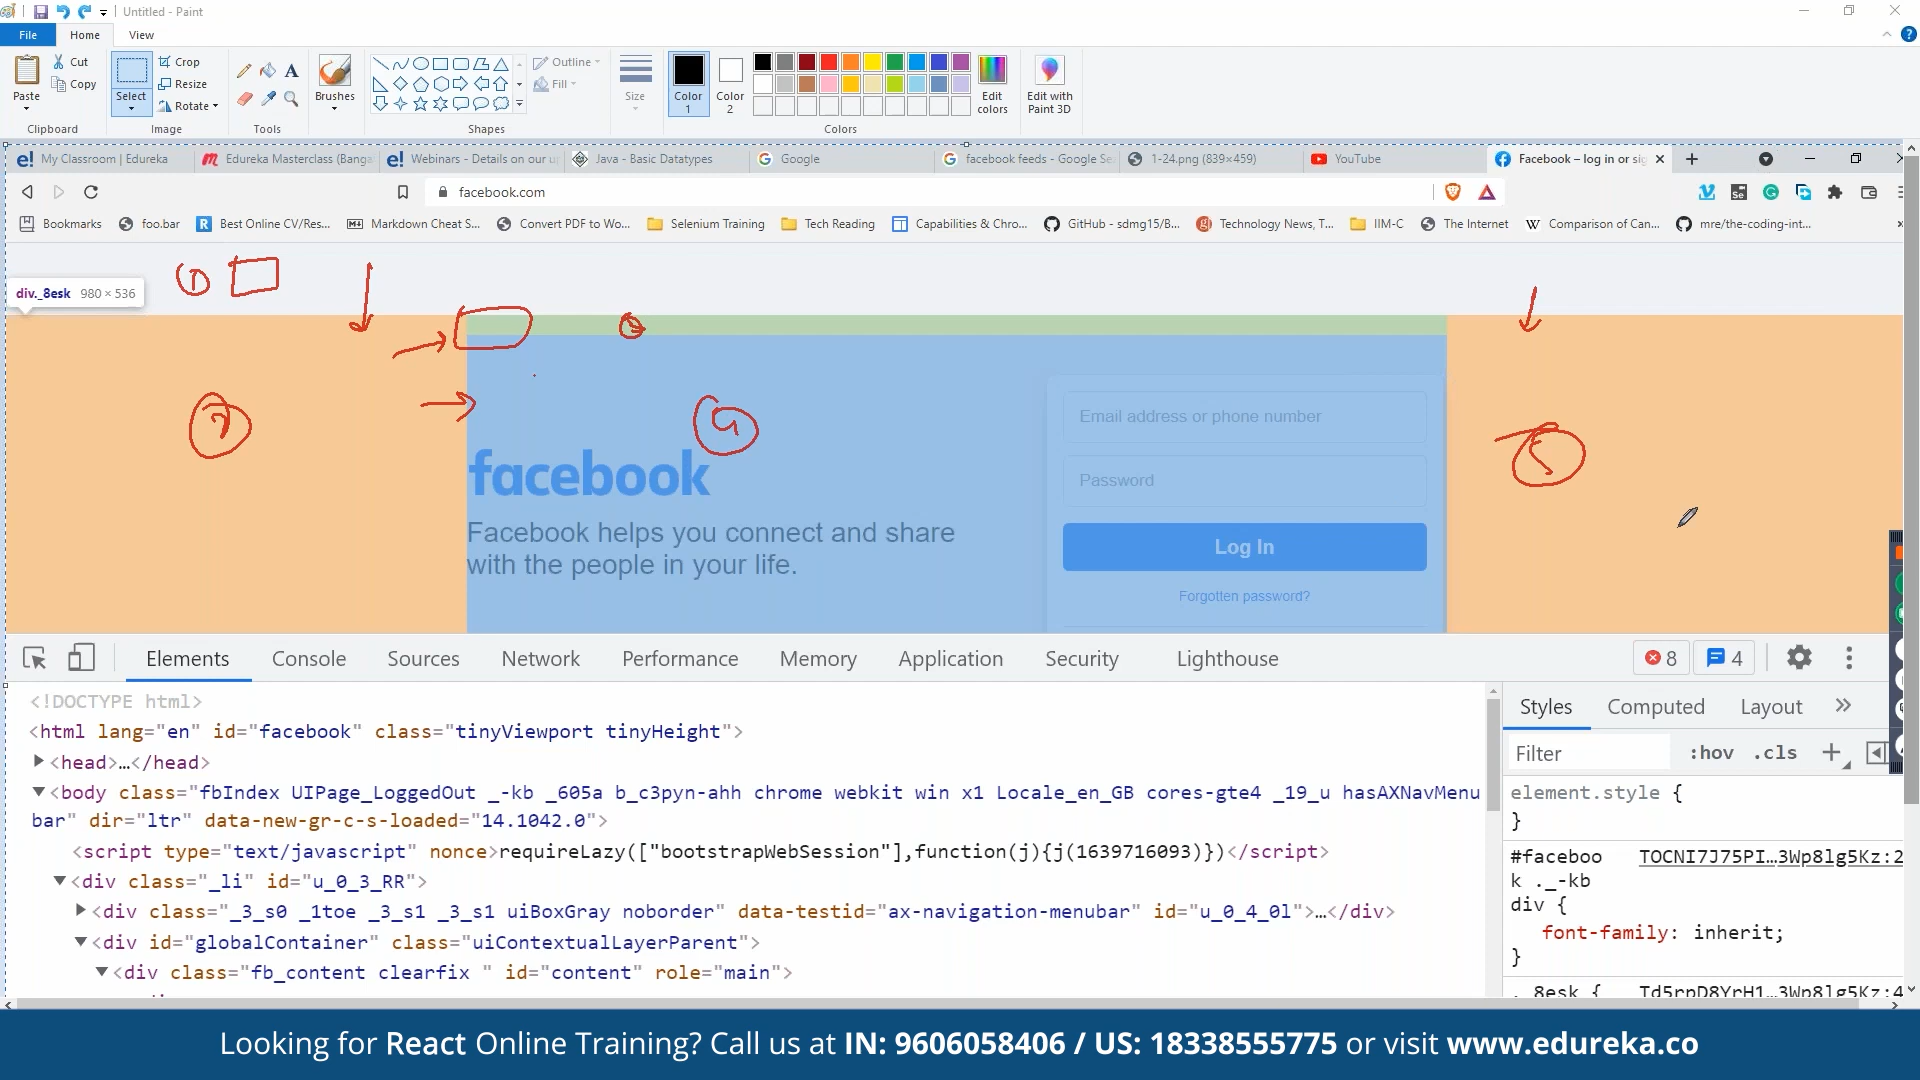 Untitled - Paint
File Home View
Paste Cut Copy Clipboard
Select Crop Resize Rotate Image
Tools
Brushes
Shapes Outline Fill
Size
Color 1 Color 2 Edit colors Colors
Edit with Paint 3D
My Classroom | Edureka Edureka Masterclass (Banga Webinars - Details on our u Java - Basic Datatypes Google facebook feeds - Google Se 1-24.png (839×459) YouTube Facebook – log in or sig
facebook.com
Bookmarks foo.bar Best Online CV/Res... Markdown Cheat S... Convert PDF to Wo... Selenium Training Tech Reading Capabilities & Chro... GitHub - sdmg15/B... Technology News, T... IIM-C The Internet Comparison of Can... mre/the-coding-int...
div._8esk 980 × 536
Email address or phone number
facebook
Password
Facebook helps you connect and share
with the people in your life.
Log In
Forgotten password?
Elements Console Sources Network Performance Memory Application Security Lighthouse 8 4
<!DOCTYPE html>
<html lang="en" id="facebook" class="tinyViewport tinyHeight">
<head>…</head>
<body class="fbIndex UIPage_LoggedOut _-kb _605a b_c3pyn-ahh chrome webkit win x1 Locale_en_GB cores-gte4 _19_u hasAXNavMenu
bar" dir="ltr" data-new-gr-c-s-loaded="14.1042.0">
<script type="text/javascript" nonce>requireLazy(["bootstrapWebSession"],function(j){j(1639716093)})</script>
<div class="_li" id="u_0_3_RR">
<div class="_3_s0 _1toe _3_s1 _3_s1 uiBoxGray noborder" data-testid="ax-navigation-menubar" id="u_0_4_0l">…</div>
<div id="globalContainer" class="uiContextualLayerParent">
<div class="fb_content clearfix " id="content" role="main">
Styles Computed Layout
Filter :hov .cls
element.style {
}
#faceboo TOCNI7J75PI…3Wp8lg5Kz:2
k ._-kb
div {
font-family: inherit;
}
._8esk { Td5rpD8YrH1…3Wp8lg5Kz:4
Looking for React Online Training? Call us at IN: 9606058406 / US: 18338555775 or visit www.edureka.co